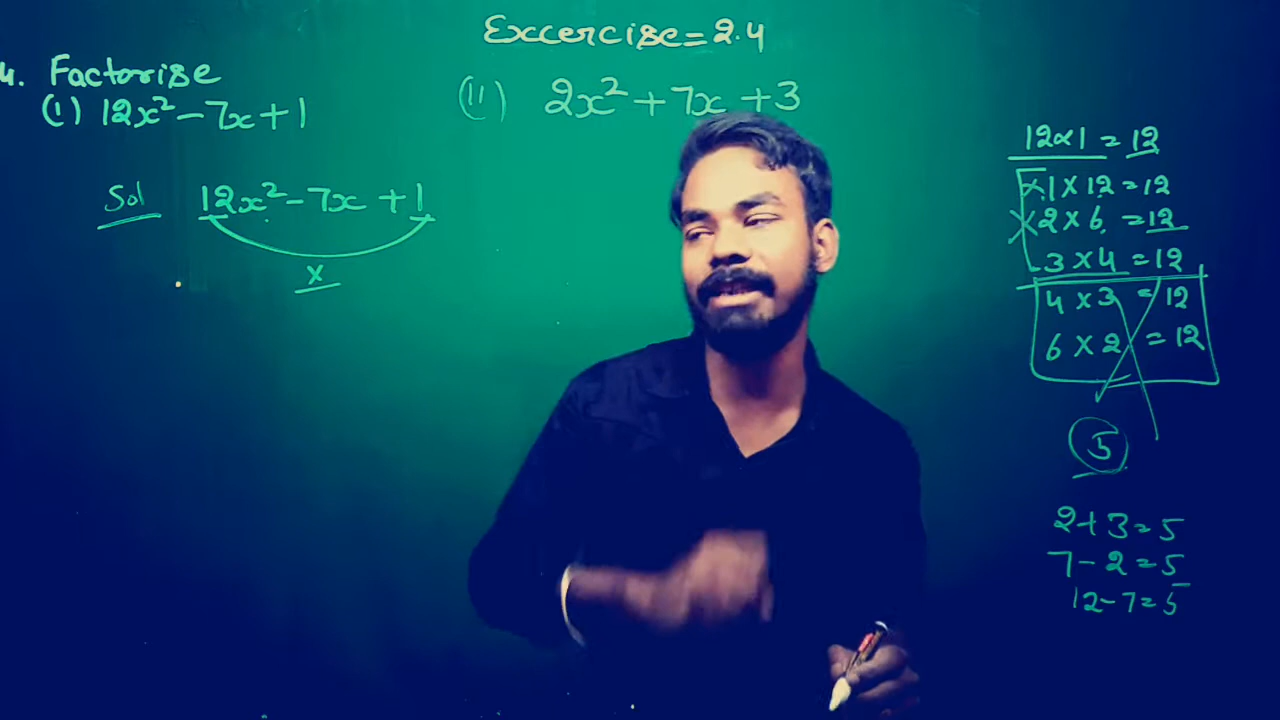 Excercise=2.4
4. Factorise
(i) 12x²-7x+1
(ii) 2x²+7x+3
Sol 12x²-7x+1
x
12×1=12
×1×12=12
×2×6=12
3×4=12
4×3=12
6×2=12
5
2+3=5
7-2=5
12-7=5